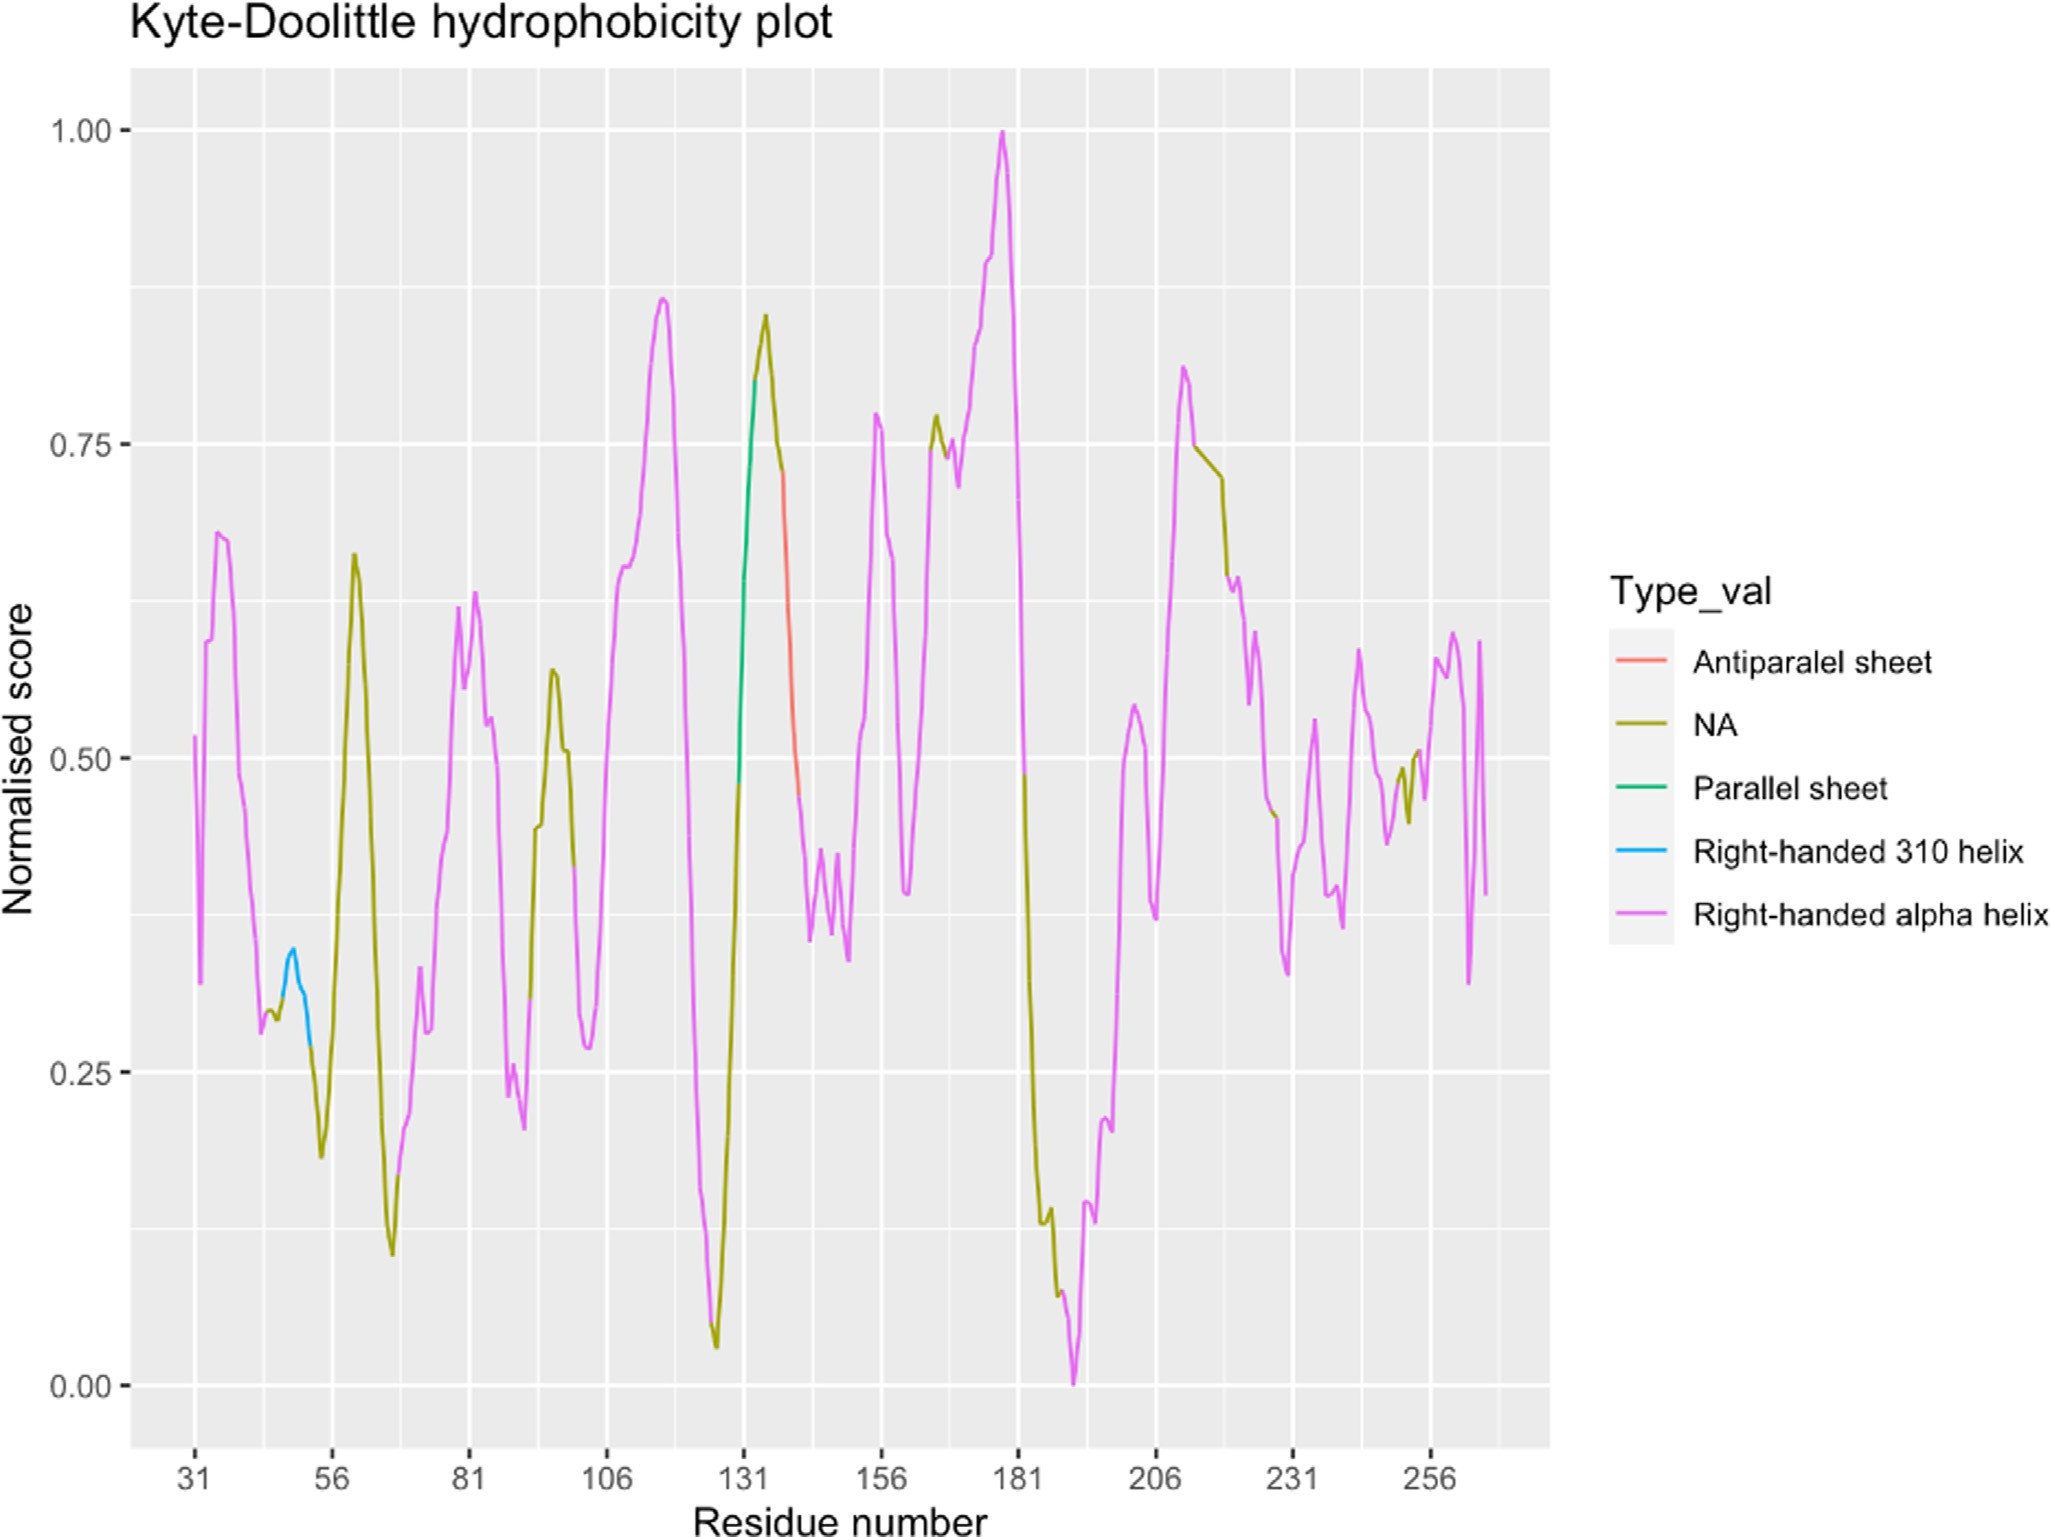 Kyte-Doolittle hydrophobicity plot
1.00
0.75
0.50
0.25
0.00
Normalised score
31 56 81 106 131 156 181 206 231 256
Residue number
Type_val
Antiparalel sheet
NA
Parallel sheet
Right-handed 310 helix
Right-handed alpha helix